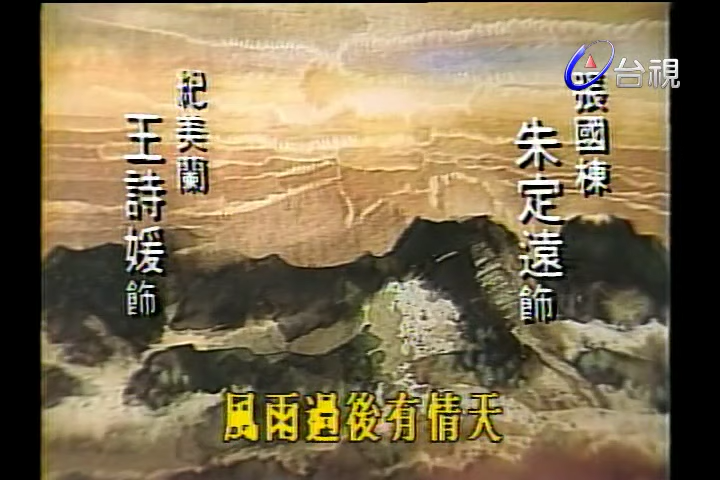 台視
張國棟
朱定遠飾
紀美蘭
王詩媛飾
風雨過後有情天